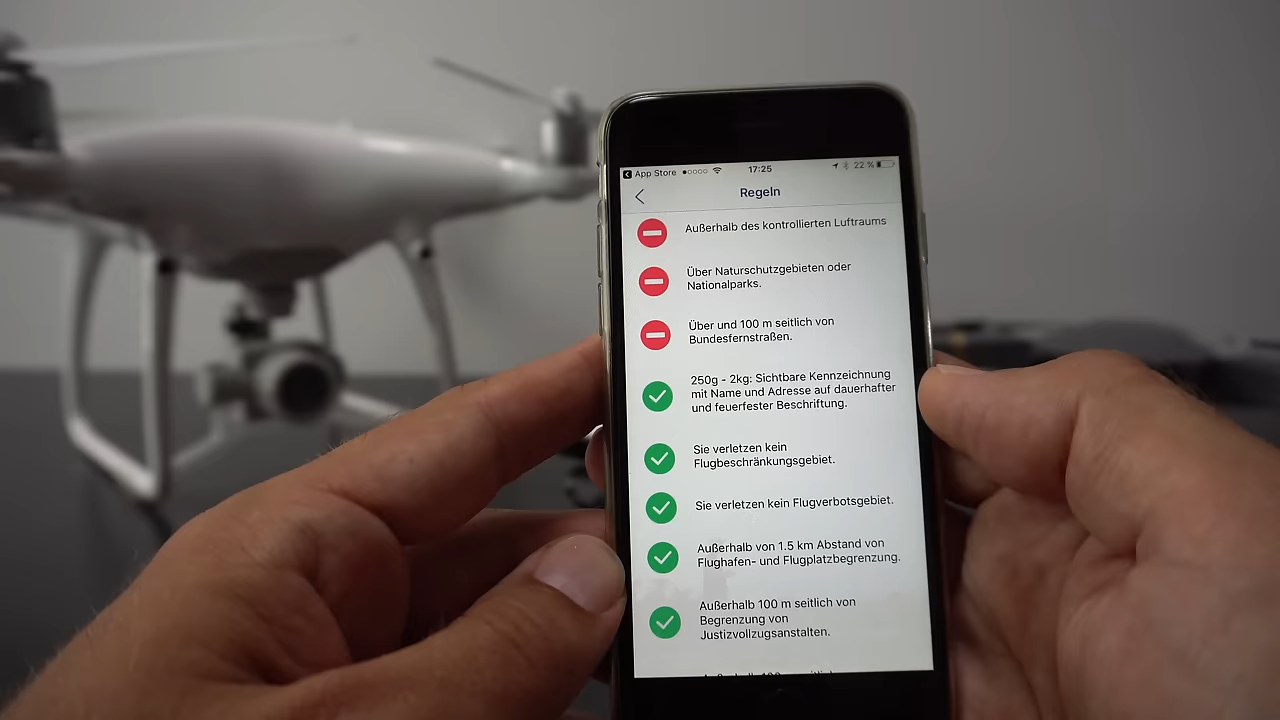 App Store
17:25
22 %
Regeln
Außerhalb des kontrollierten Luftraums
Über Naturschutzgebieten oder
Nationalparks.
Über und 100 m seitlich von
Bundesfernstraßen.
250g - 2kg: Sichtbare Kennzeichnung
mit Name und Adresse auf dauerhafter
und feuerfester Beschriftung.
Sie verletzen kein
Flugbeschränkungsgebiet.
Sie verletzen kein Flugverbotsgebiet.
Außerhalb von 1.5 km Abstand von
Flughafen- und Flugplatzbegrenzung.
Außerhalb 100 m seitlich von
Begrenzung von
Justizvollzugsanstalten.